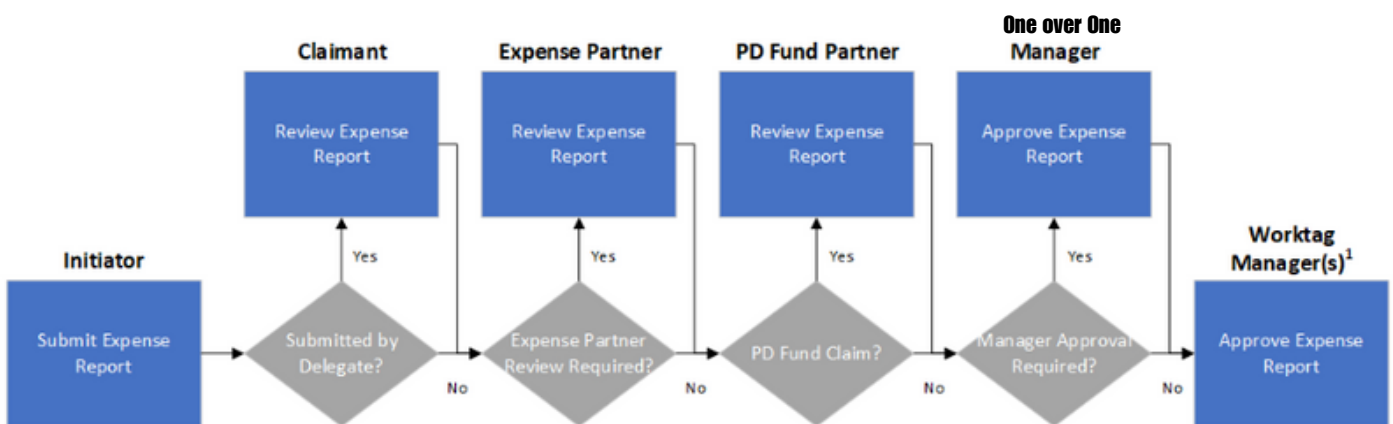 One over One
Claimant
Expense Partner
PD Fund Partner
Manager
Review Expense
Report
Review Expense
Report
Review Expense
Report
Approve Expense
Report
Yes
Yes
Yes
Yes
Initiator
Worktag
Manager(s)¹
Submit Expense
Report
Submitted by
Delegate?
Expense Partner
Review Required?
PD Fund Claim?
Manager Approval
Required?
Approve Expense
Report
No
No
No
No